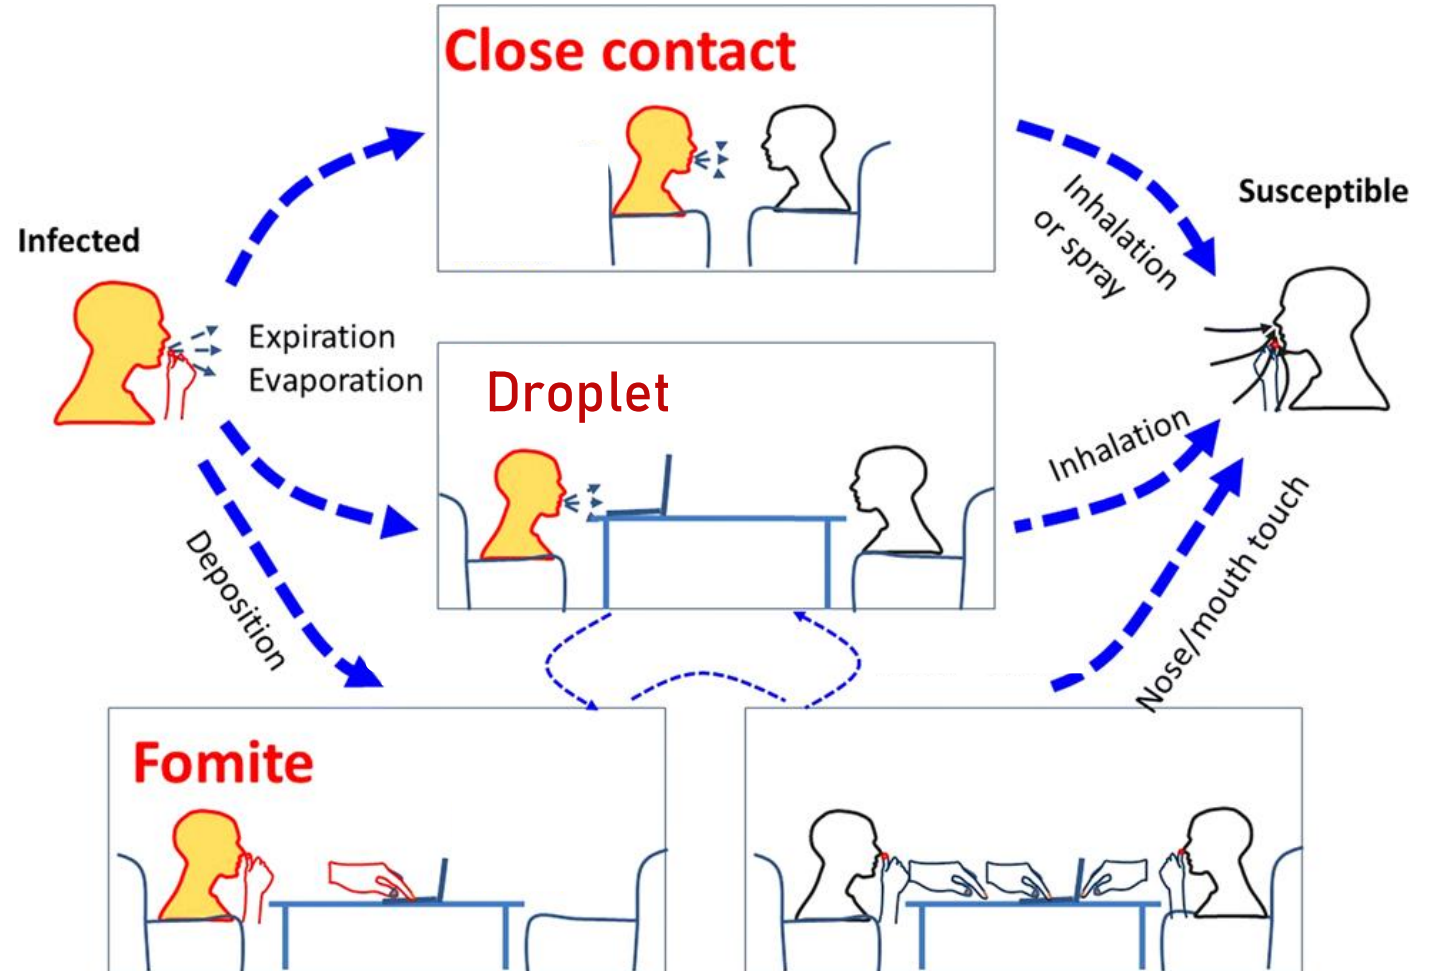 Close contact
Infected
Expiration
Evaporation
Inhalation
or spray
Susceptible
Droplet
Inhalation
Deposition
Nose/mouth touch
Fomite